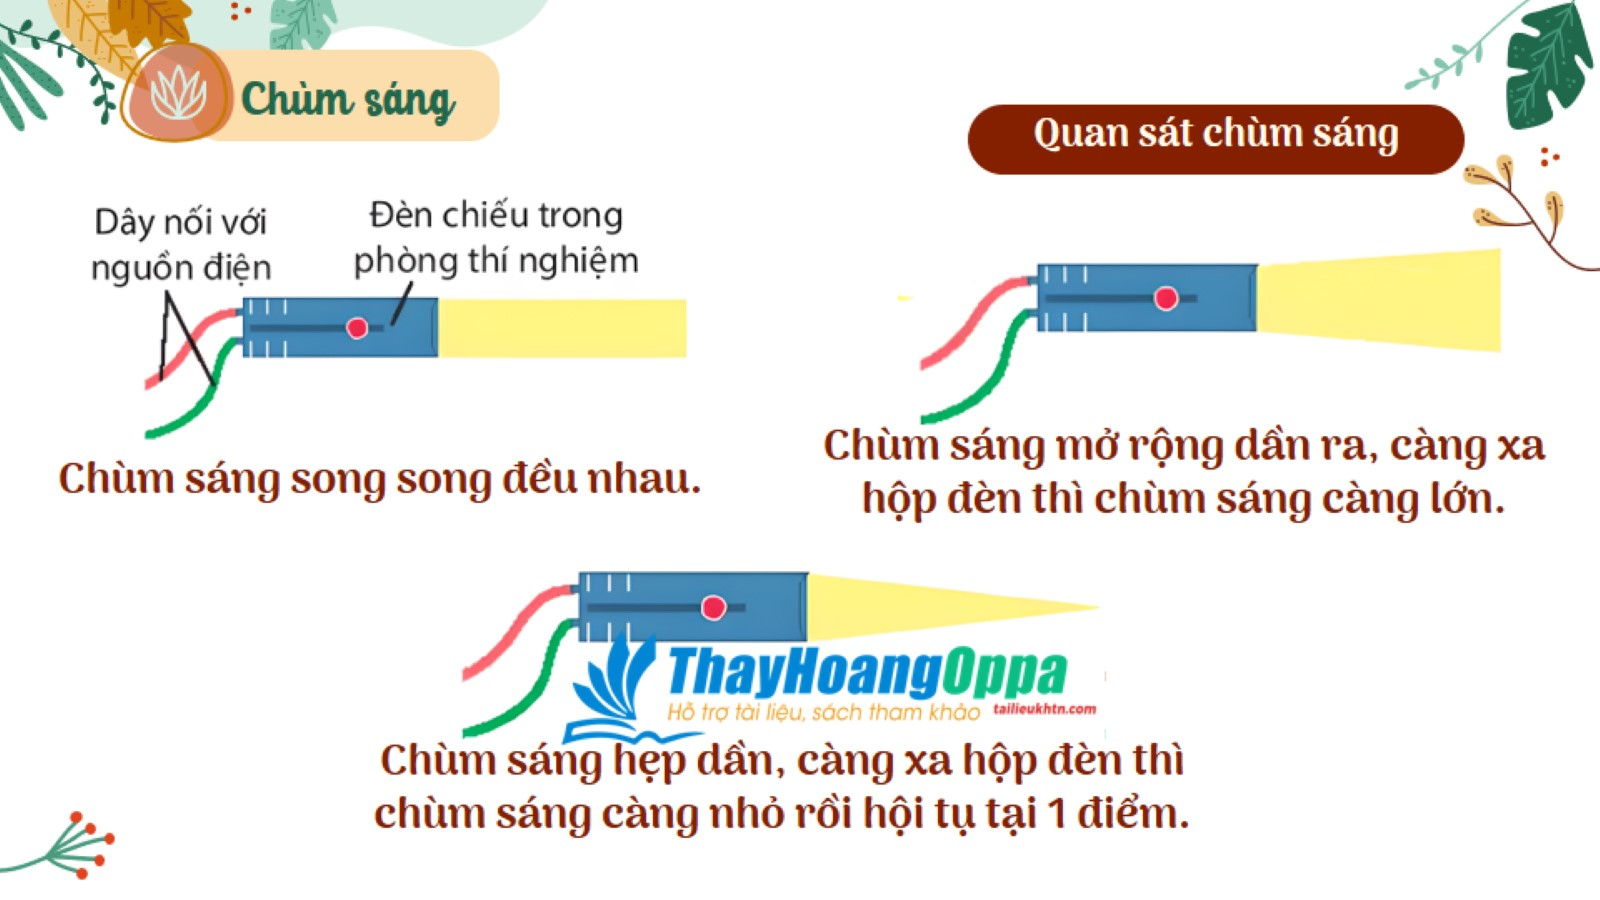 Chùm sáng
Quan sát chùm sáng
Dây nối với
nguồn điện
Đèn chiếu trong
phòng thí nghiệm
Chùm sáng song song đều nhau.
Chùm sáng mở rộng dần ra, càng xa
hộp đèn thì chùm sáng càng lớn.
ThayHoangOppa
Hỗ trợ tài liệu, sách tham khảo
tailieukhtn.com
Chùm sáng hẹp dần, càng xa hộp đèn thì
chùm sáng càng nhỏ rồi hội tụ tại 1 điểm.